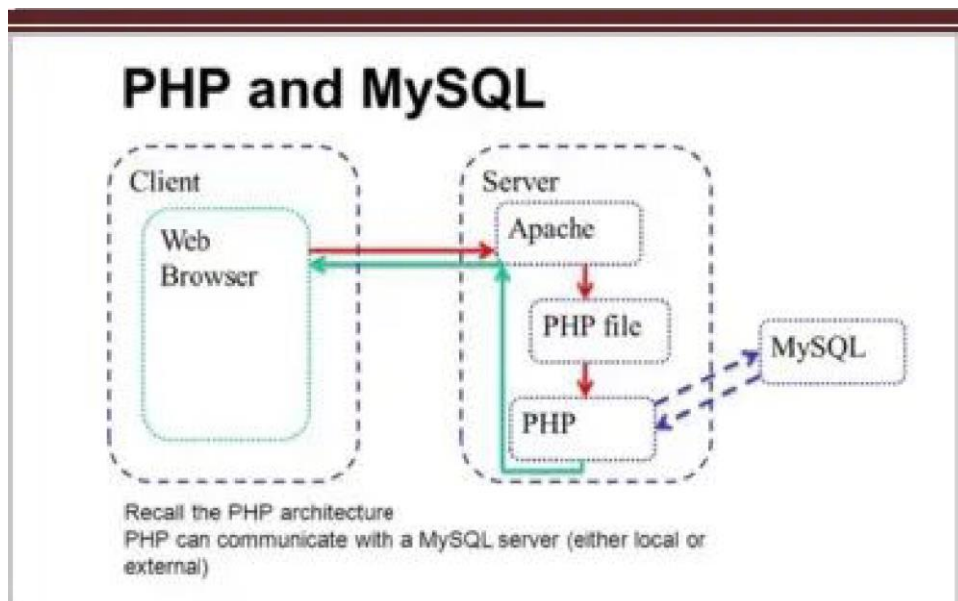 PHP and MySQL
Client
Server
Web
Browser
Apache
PHP file
MySQL
PHP
Recall the PHP architecture
PHP can communicate with a MySQL server (either local or
external)